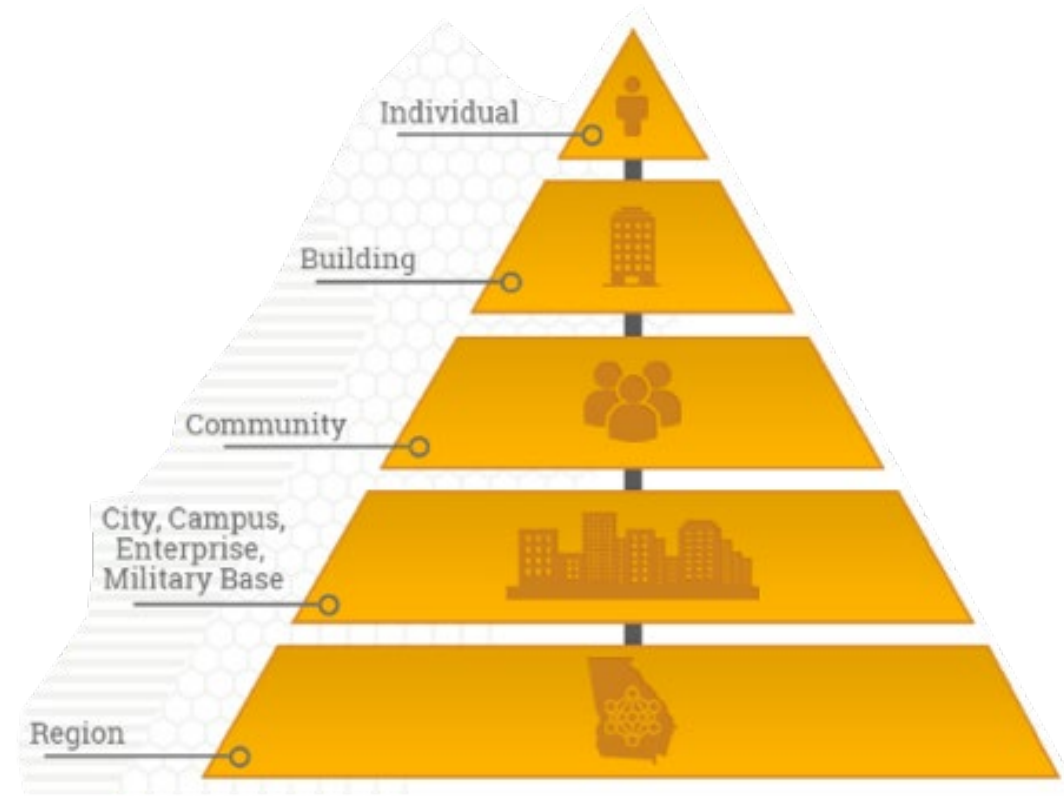 Individual
Building
Community
City, Campus,
Enterprise,
Military Base
Region